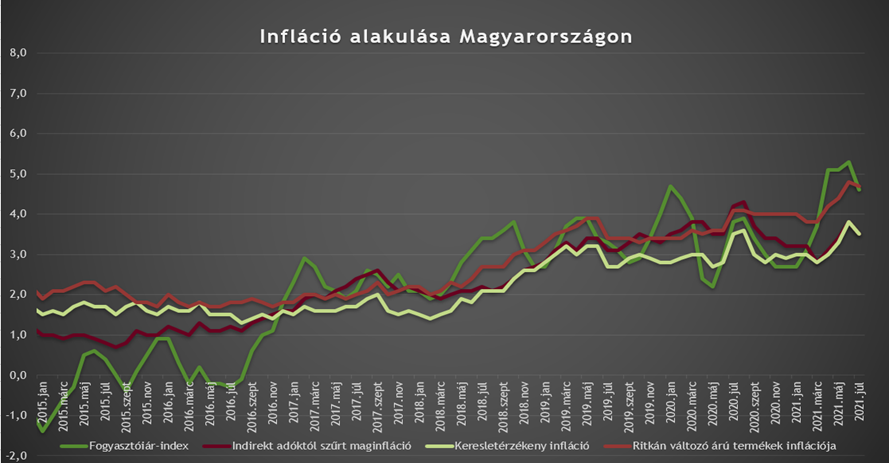 Infláció alakulása Magyarországon
8,0
7,0
6,0
5,0
4,0
3,0
2,0
1,0
0,0
-1,0
-2,0
2015.jan
2015.márc
2015.máj
2015.júl
2015.szept
2015.nov
2016.jan
2016.márc
2016.máj
2016.júl
2016.szept
2016.nov
2017.jan
2017.márc
2017.máj
2017.júl
2017.szept
2017.nov
2018.jan
2018.márc
2018.máj
2018.júl
2018.szept
2018.nov
2019.jan
2019.márc
2019.máj
2019.júl
2019.szept
2019.nov
2020.jan
2020.márc
2020.máj
2020.júl
2020.szept
2020.nov
2021.jan
2021.márc
2021.máj
2021.júl
Fogyasztóiár-index
Indirekt adóktól szűrt maginfláció
Keresletérzékeny infláció
Ritkán változó árú termékek inflációja